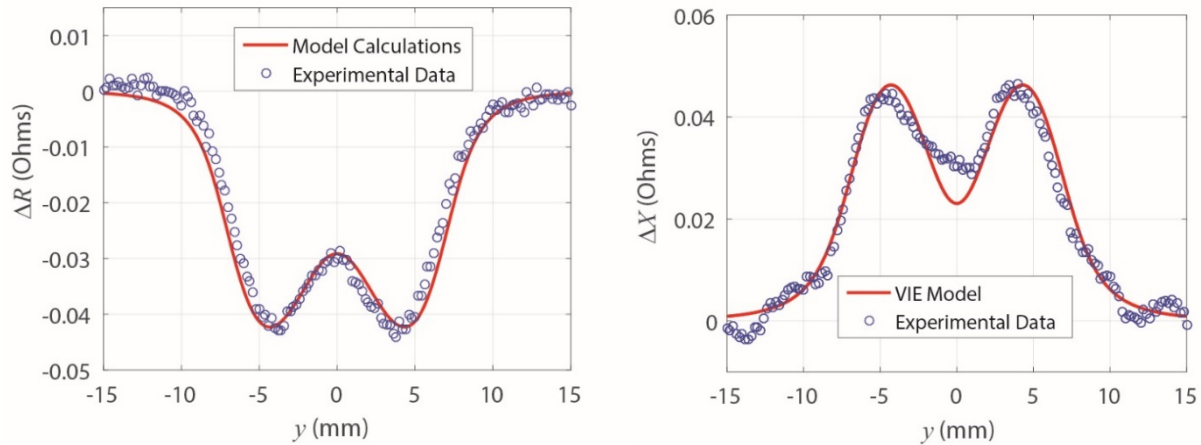 0.01
0
-0.01
-0.02
-0.03
-0.04
-0.05
ΔR (Ohms)
Model Calculations
Experimental Data
-15 -10 -5 0 5 10 15
y (mm)
0.06
0.04
0.02
0
ΔX (Ohms)
VIE Model
Experimental Data
-15 -10 -5 0 5 10 15
y (mm)